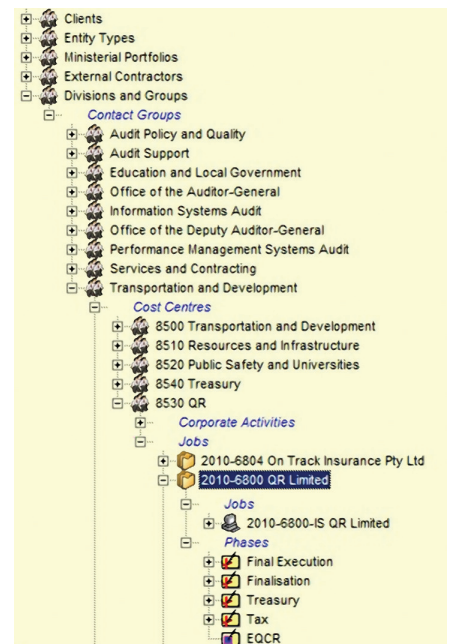 Clients
Entity Types
Ministerial Portfolios
External Contractors
Divisions and Groups
Contact Groups
Audit Policy and Quality
Audit Support
Education and Local Government
Office of the Auditor-General
Information Systems Audit
Office of the Deputy Auditor-General
Performance Management Systems Audit
Services and Contracting
Transportation and Development
Cost Centres
8500 Transportation and Development
8510 Resources and Infrastructure
8520 Public Safety and Universities
8540 Treasury
8530 QR
Corporate Activities
Jobs
2010-6804 On Track Insurance Pty Ltd
2010-6800 QR Limited
Jobs
2010-6800-IS QR Limited
Phases
Final Execution
Finalisation
Treasury
Tax
EQCR